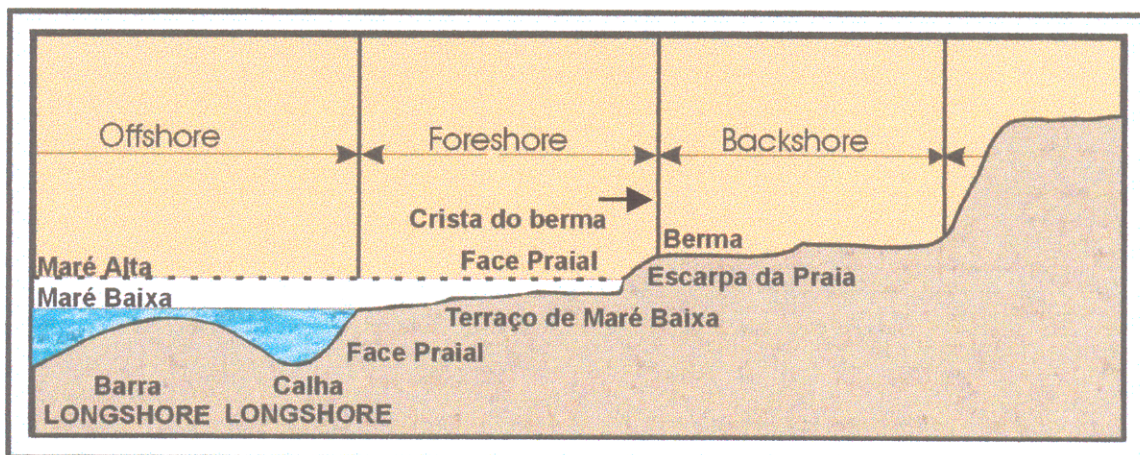 Offshore
Foreshore
Backshore
Crista do berma
Berma
Maré Alta
Face Praial
Escarpa da Praia
Maré Baixa
Terraço de Maré Baixa
Face Praial
Barra
LONGSHORE
Calha
LONGSHORE